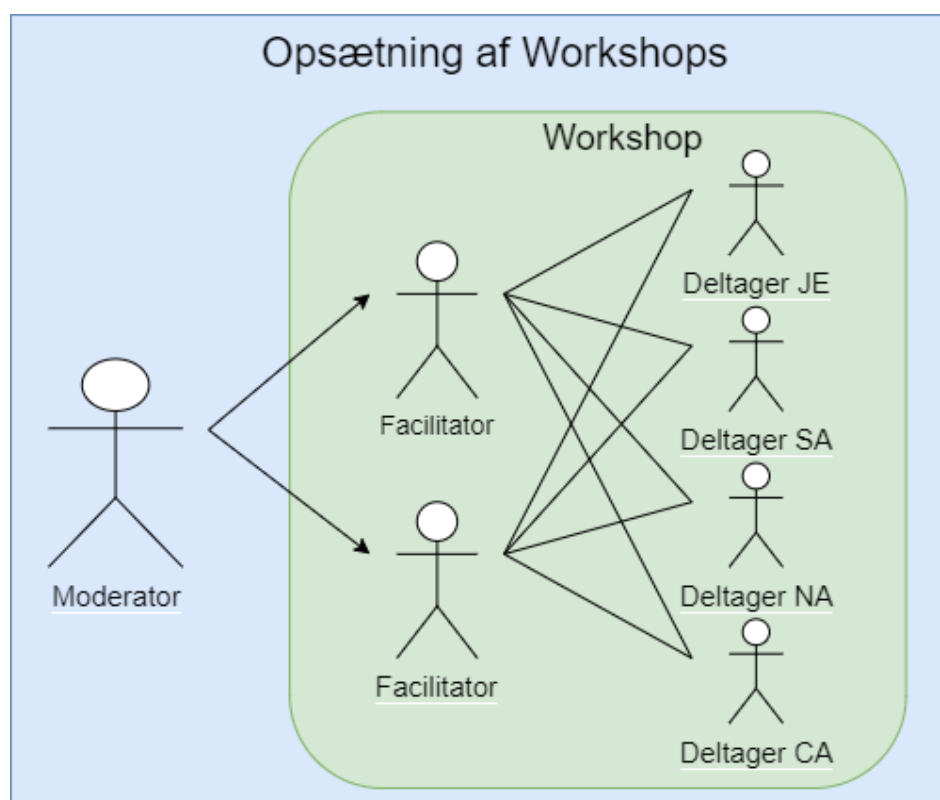 Opsætning af Workshops
Workshop
Deltager JE
Facilitator
Deltager SA
Moderator
Deltager NA
Facilitator
Deltager CA